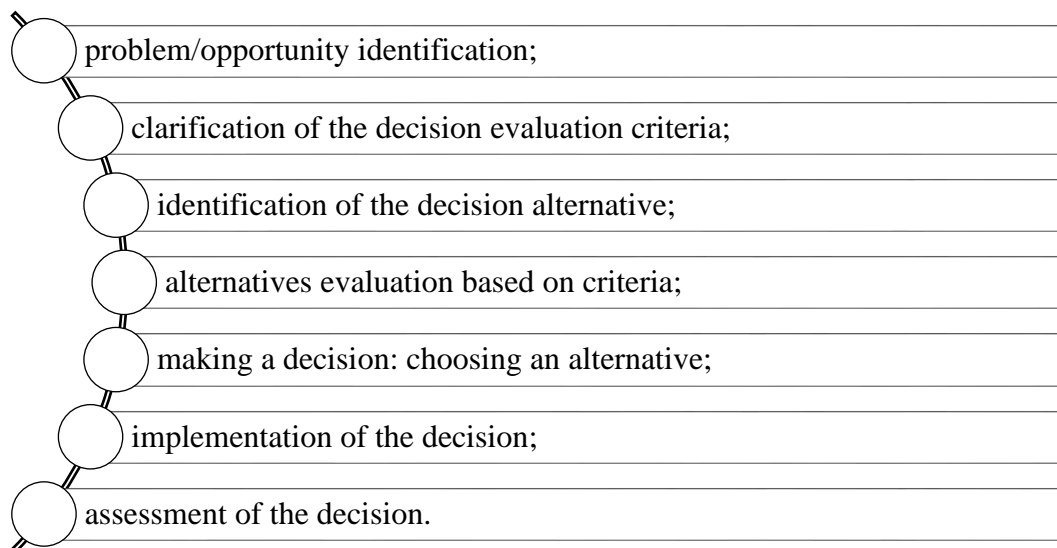 problem/opportunity identification;
clarification of the decision evaluation criteria;
identification of the decision alternative;
alternatives evaluation based on criteria;
making a decision: choosing an alternative;
implementation of the decision;
assessment of the decision.